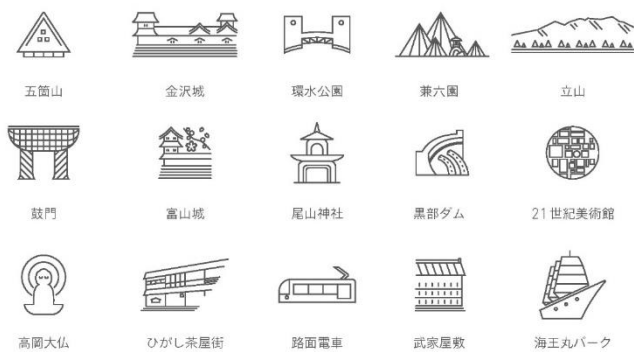 五箇山
金沢城
環水公園
兼六園
立山
鼓門
富山城
尾山神社
黒部ダム
21世紀美術館
高岡大仏
ひがし茶屋街
路面電車
武家屋敷
海王丸パーク